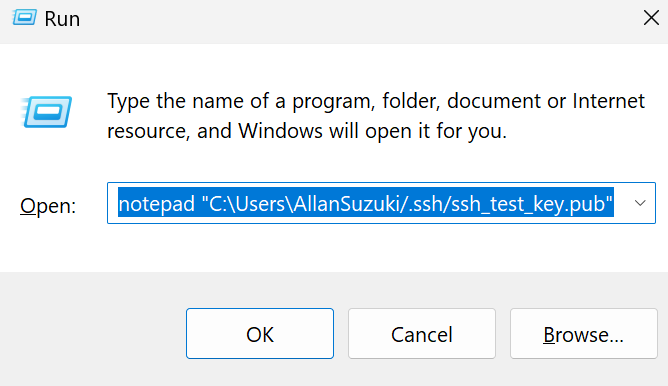 Run
Type the name of a program, folder, document or Internet
resource, and Windows will open it for you.
Open:
notepad "C:\Users\AllanSuzuki/.ssh/ssh_test_key.pub"
OK
Cancel
Browse...